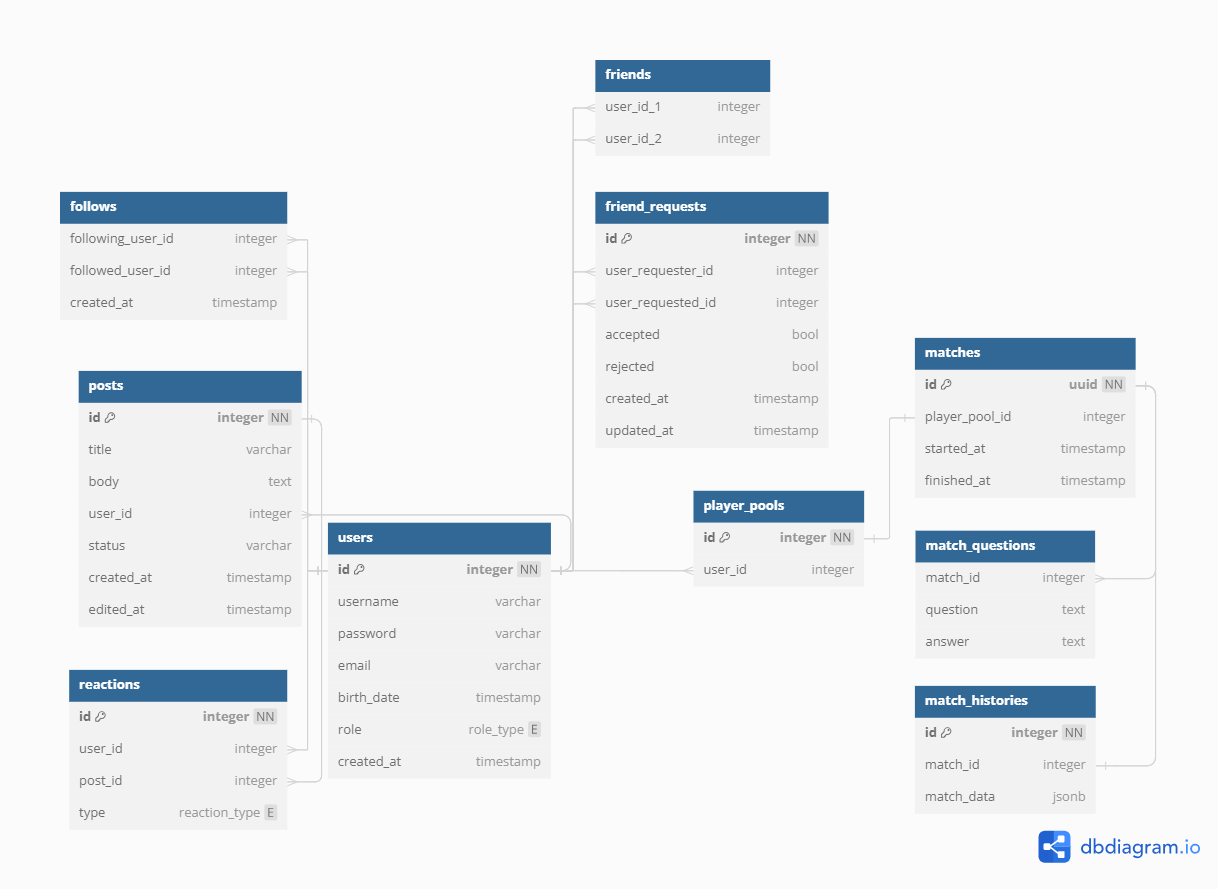 friends
user_id_1 integer
user_id_2 integer
follows
following_user_id integer
followed_user_id integer
created_at timestamp
friend_requests
id integer NN
user_requester_id integer
user_requested_id integer
accepted bool
rejected bool
created_at timestamp
updated_at timestamp
matches
id uuid NN
player_pool_id integer
started_at timestamp
finished_at timestamp
posts
id integer NN
title varchar
body text
user_id integer
status varchar
created_at timestamp
edited_at timestamp
player_pools
id integer NN
user_id integer
users
id integer NN
username varchar
password varchar
email varchar
birth_date timestamp
role role_type E
created_at timestamp
match_questions
match_id integer
question text
answer text
reactions
id integer NN
user_id integer
post_id integer
type reaction_type E
match_histories
id integer NN
match_id integer
match_data jsonb
dbdiagram.io